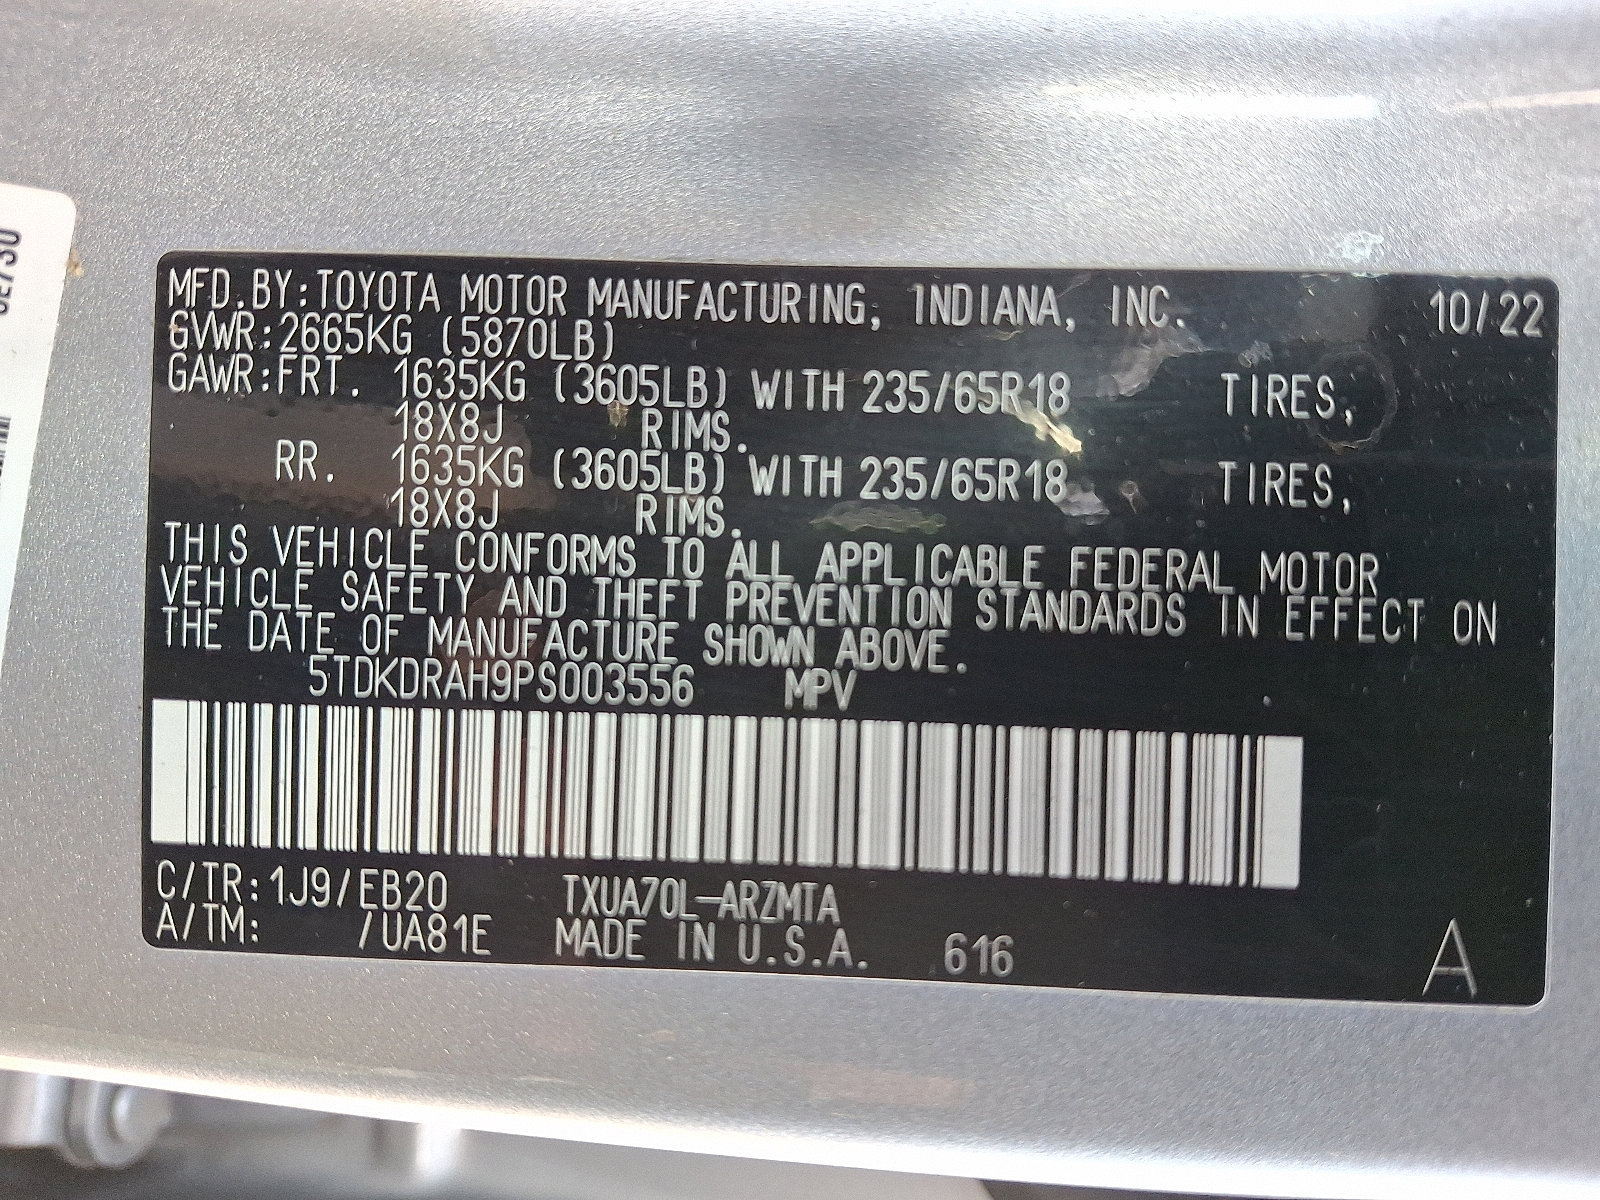 MFD.BY:TOYOTA MOTOR MANUFACTURING, INDIANA, INC. 10/22
GVWR:2665KG (5870LB)
GAWR:FRT. 1635KG (3605LB) WITH 235/65R18 TIRES,
18X8J RIMS.
RR. 1635KG (3605LB) WITH 235/65R18 TIRES,
18X8J RIMS.
THIS VEHICLE CONFORMS TO ALL APPLICABLE FEDERAL MOTOR
VEHICLE SAFETY AND THEFT PREVENTION STANDARDS IN EFFECT ON
THE DATE OF MANUFACTURE SHOWN ABOVE.
5TDKDRAH9PS003556 MPV
C/TR:1J9/EB20 TXUA70L-ARZMTA
A/TM: /UA81E MADE IN U.S.A. 616
A